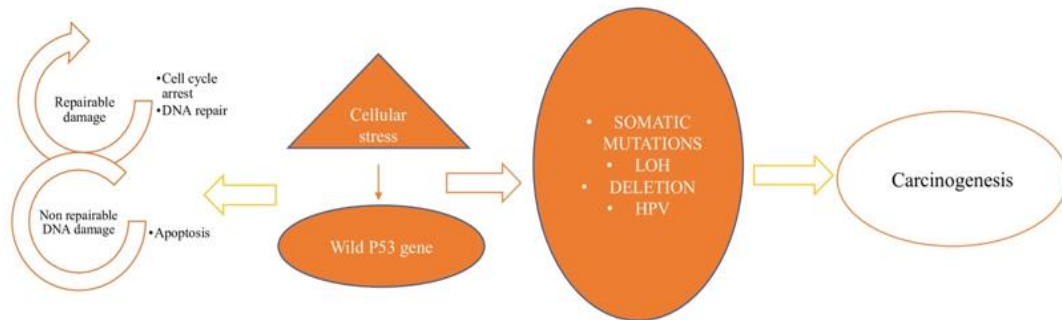 Repairable
damage
•Cell cycle
arrest
•DNA repair
Non repairable
DNA damage
•Apoptosis
Cellular
stress
Wild P53 gene
• SOMATIC
MUTATIONS
• LOH
• DELETION
• HPV
Carcinogenesis